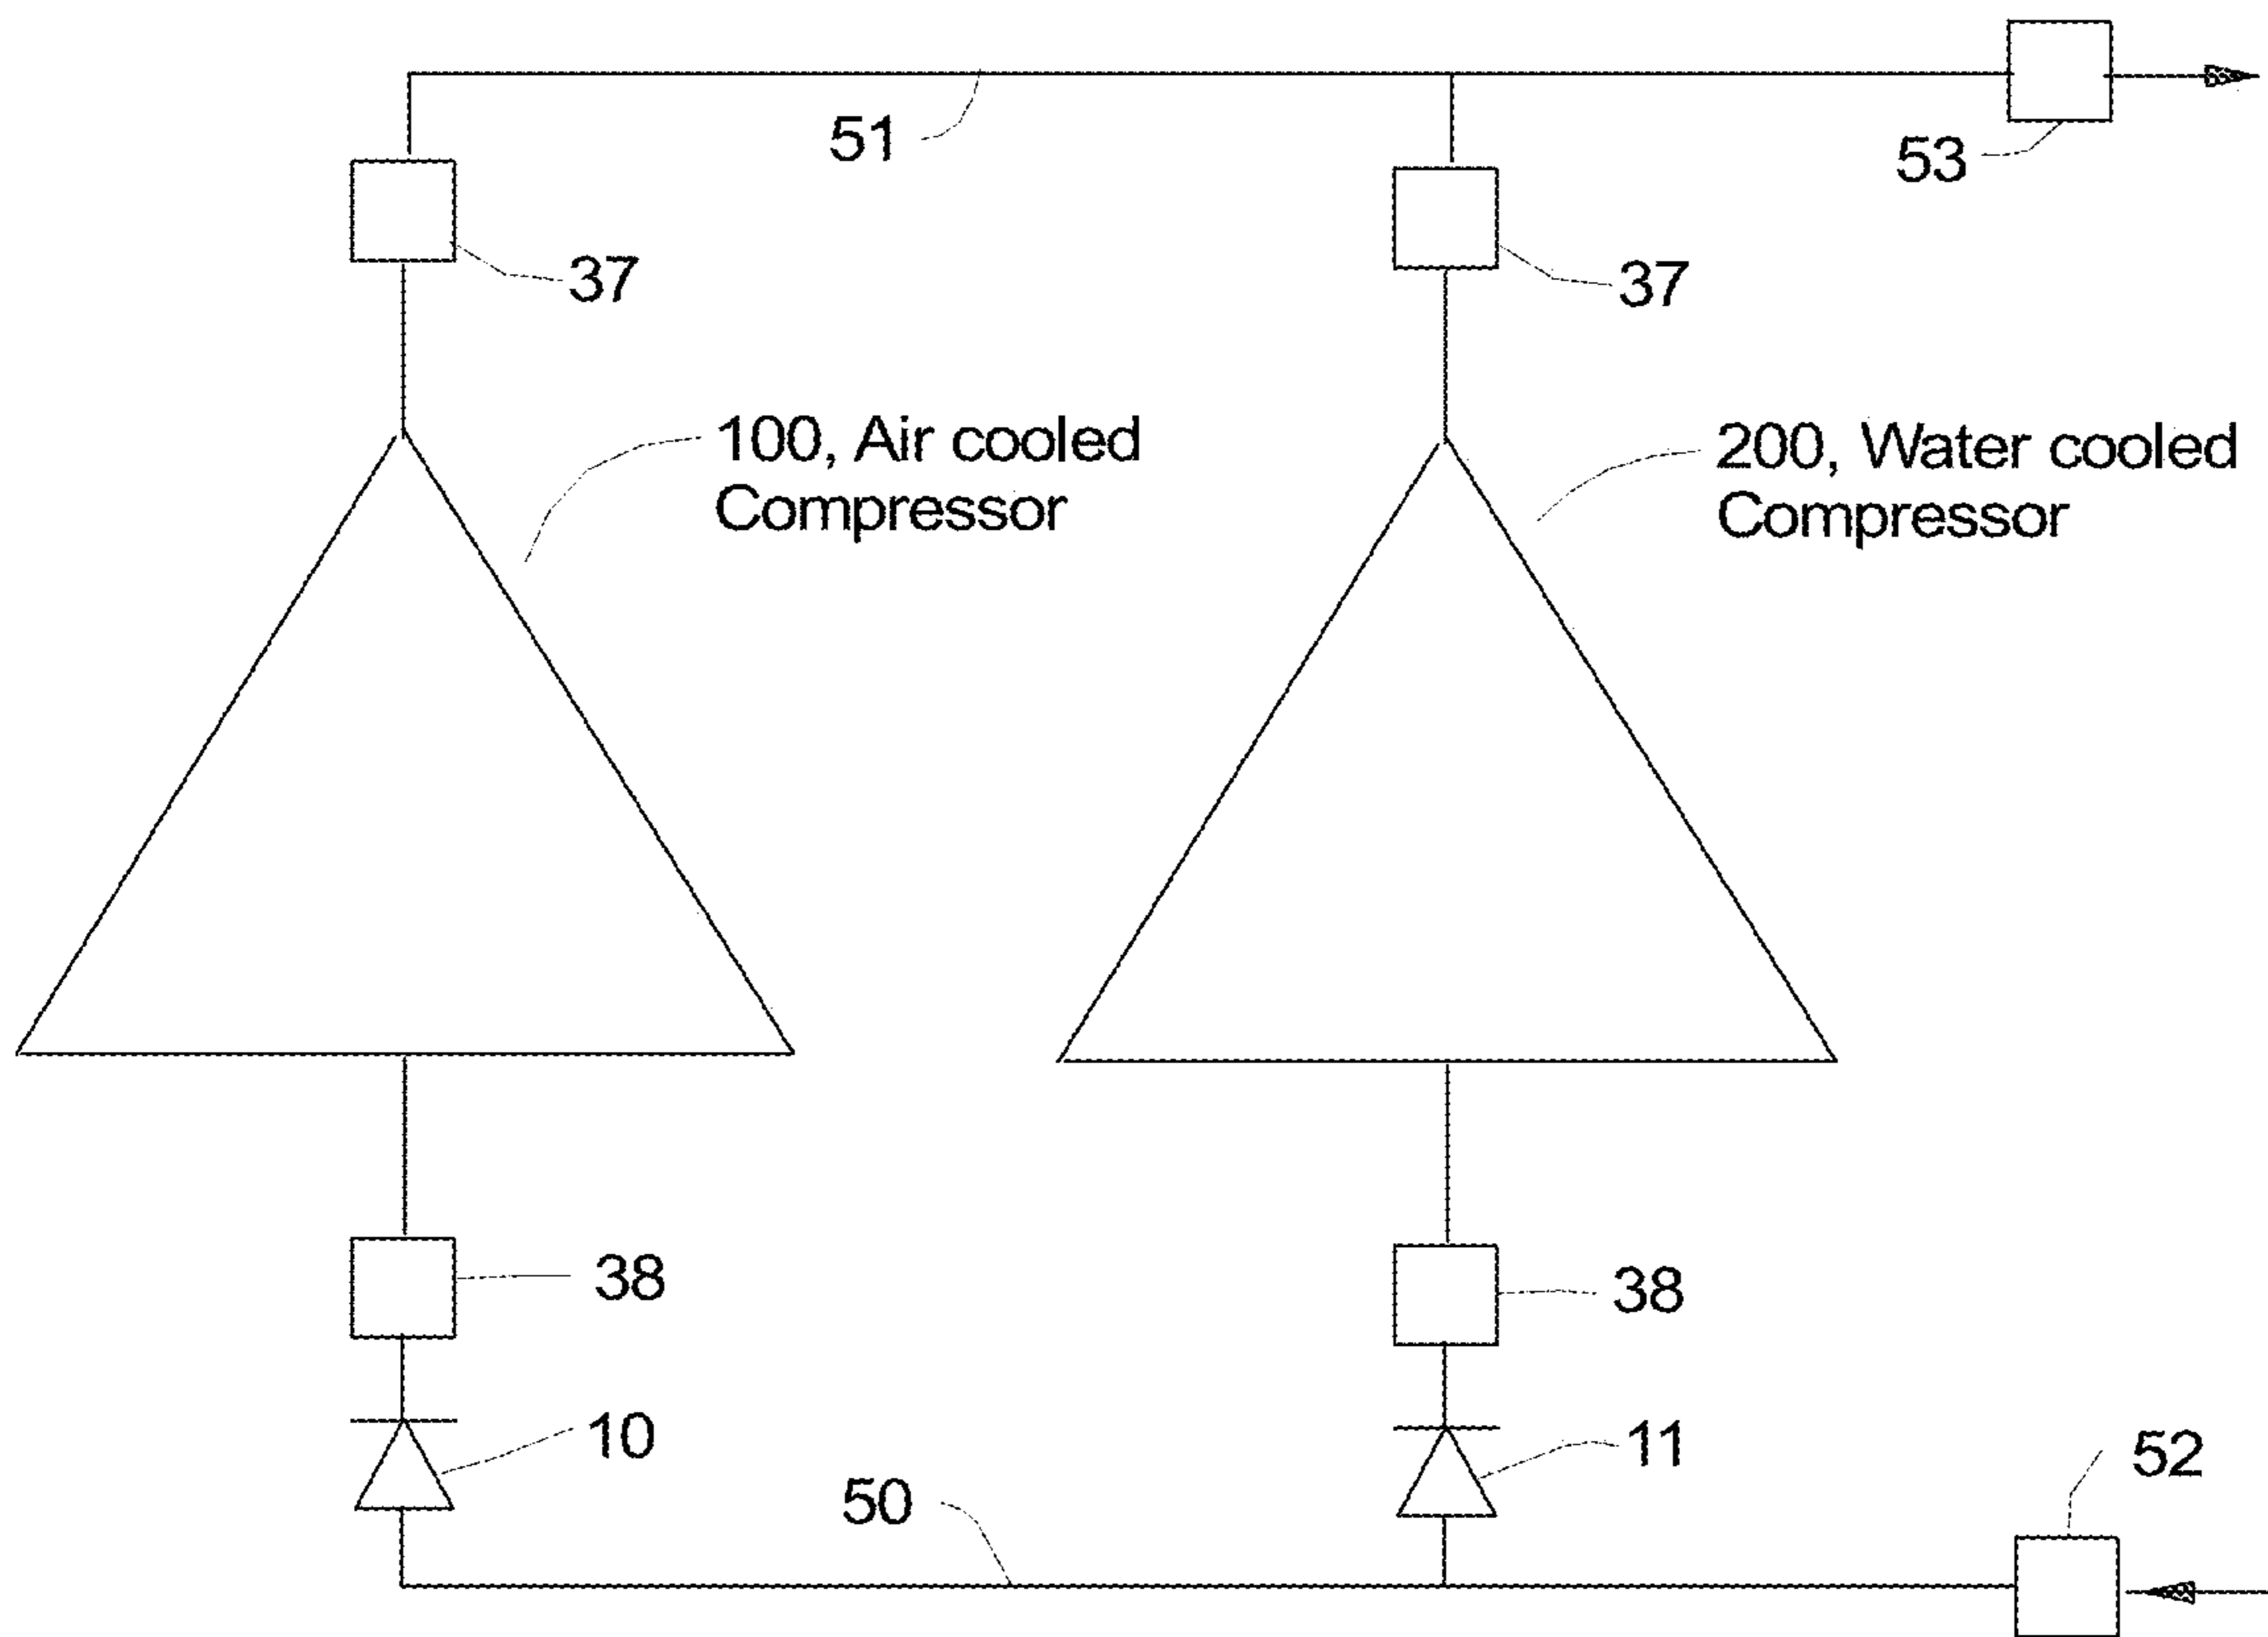 51
53
37
37
100, Air cooled
Compressor
200, Water cooled
Compressor
38
38
10
11
50
52